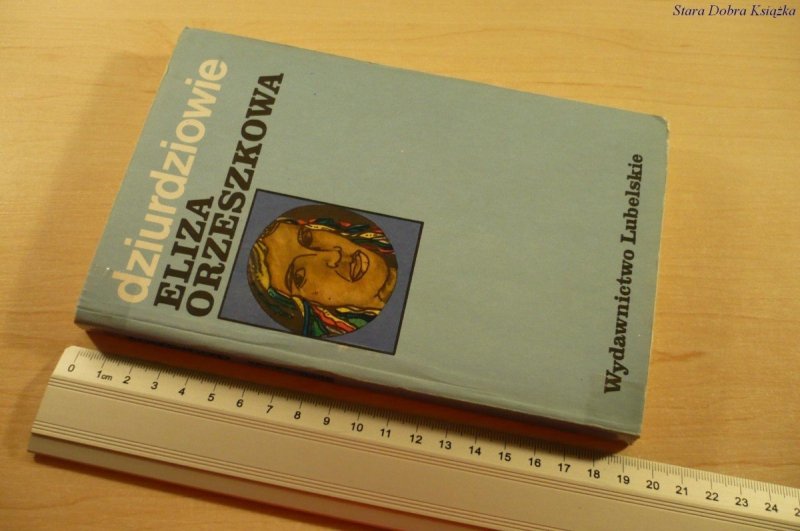 Stara Dobra Książka
dziurdziowie
ELIZA
ORZESZKOWA
Wydawnictwo Lubelskie
0 1cm 2 3 4 5 6 7 8 9 10 11 12 13 14 15 16 17 18 19 20 21 22 23 24